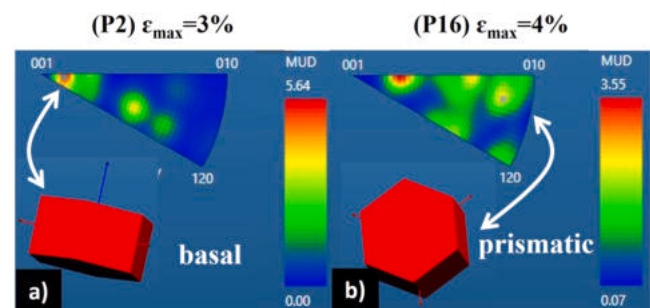 (P2) εmax=3%
(P16) εmax=4%
001
010
MUD
5.64
120
basal
a)
0.00
001
010
MUD
3.55
120
prismatic
b)
0.07